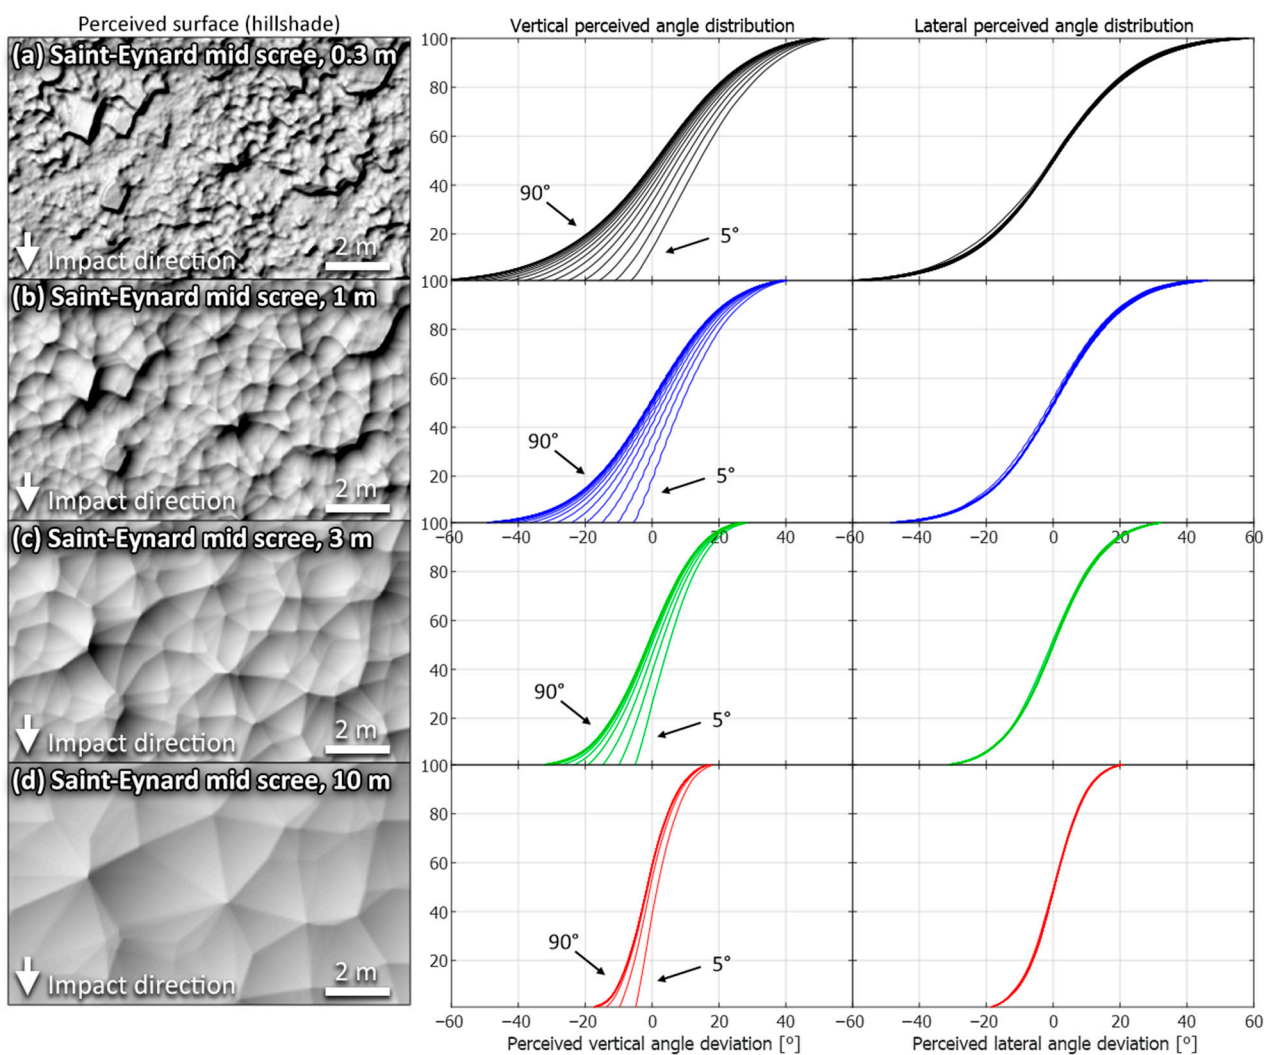 Perceived surface (hillshade)
Vertical perceived angle distribution
Lateral perceived angle distribution
(a) Saint-Eynard mid scree, 0.3 m
Impact direction
2 m
100
80
60
40
20
90°
5°
(b) Saint-Eynard mid scree, 1 m
Impact direction
2 m
100
80
60
40
20
90°
5°
(c) Saint-Eynard mid scree, 3 m
Impact direction
2 m
100
−60 −40 −20 0 20 40 −60 −40 −20 0 20 40 60
80
60
40
20
90°
5°
(d) Saint-Eynard mid scree, 10 m
Impact direction
2 m
100
80
60
40
20
90°
5°
−60 −40 −20 0 20 40 −60 −40 −20 0 20 40 60
Perceived vertical angle deviation [°]
Perceived lateral angle deviation [°]